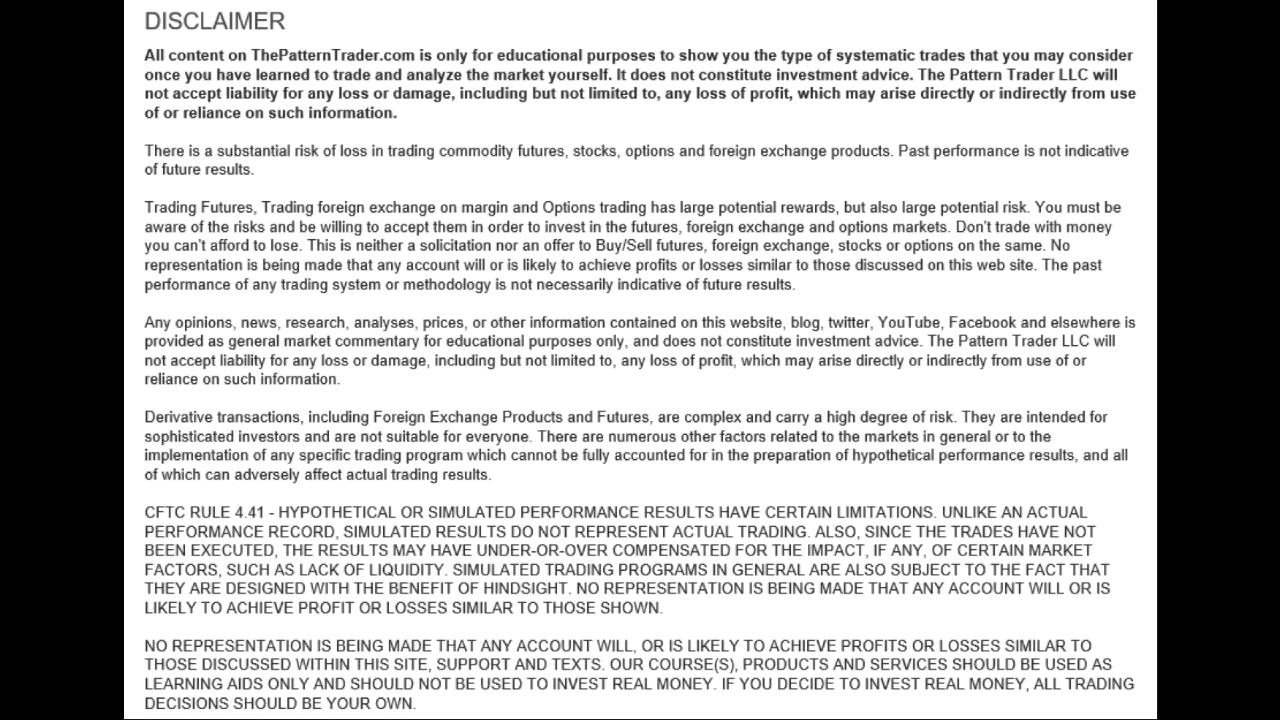 DISCLAIMER
All content on ThePatternTrader.com is only for educational purposes to show you the type of systematic trades that you may consider
once you have learned to trade and analyze the market yourself. It does not constitute investment advice. The Pattern Trader LLC will
not accept liability for any loss or damage, including but not limited to, any loss of profit, which may arise directly or indirectly from use
of or reliance on such information.
There is a substantial risk of loss in trading commodity futures, stocks, options and foreign exchange products. Past performance is not indicative
of future results.
Trading Futures, Trading foreign exchange on margin and Options trading has large potential rewards, but also large potential risk. You must be
aware of the risks and be willing to accept them in order to invest in the futures, foreign exchange and options markets. Don't trade with money
you can't afford to lose. This is neither a solicitation nor an offer to Buy/Sell futures, foreign exchange, stocks or options on the same. No
representation is being made that any account will or is likely to achieve profits or losses similar to those discussed on this web site. The past
performance of any trading system or methodology is not necessarily indicative of future results.
Any opinions, news, research, analyses, prices, or other information contained on this website, blog, twitter, YouTube, Facebook and elsewhere is
provided as general market commentary for educational purposes only, and does not constitute investment advice. The Pattern Trader LLC will
not accept liability for any loss or damage, including but not limited to, any loss of profit, which may arise directly or indirectly from use of or
reliance on such information.
Derivative transactions, including Foreign Exchange Products and Futures, are complex and carry a high degree of risk. They are intended for
sophisticated investors and are not suitable for everyone. There are numerous other factors related to the markets in general or to the
implementation of any specific trading program which cannot be fully accounted for in the preparation of hypothetical performance results, and all
of which can adversely affect actual trading results.
CFTC RULE 4.41 - HYPOTHETICAL OR SIMULATED PERFORMANCE RESULTS HAVE CERTAIN LIMITATIONS. UNLIKE AN ACTUAL
PERFORMANCE RECORD, SIMULATED RESULTS DO NOT REPRESENT ACTUAL TRADING. ALSO, SINCE THE TRADES HAVE NOT
BEEN EXECUTED, THE RESULTS MAY HAVE UNDER-OR-OVER COMPENSATED FOR THE IMPACT, IF ANY, OF CERTAIN MARKET
FACTORS, SUCH AS LACK OF LIQUIDITY. SIMULATED TRADING PROGRAMS IN GENERAL ARE ALSO SUBJECT TO THE FACT THAT
THEY ARE DESIGNED WITH THE BENEFIT OF HINDSIGHT. NO REPRESENTATION IS BEING MADE THAT ANY ACCOUNT WILL OR IS
LIKELY TO ACHIEVE PROFIT OR LOSSES SIMILAR TO THOSE SHOWN.
NO REPRESENTATION IS BEING MADE THAT ANY ACCOUNT WILL, OR IS LIKELY TO ACHIEVE PROFITS OR LOSSES SIMILAR TO
THOSE DISCUSSED WITHIN THIS SITE, SUPPORT AND TEXTS. OUR COURSE(S), PRODUCTS AND SERVICES SHOULD BE USED AS
LEARNING AIDS ONLY AND SHOULD NOT BE USED TO INVEST REAL MONEY. IF YOU DECIDE TO INVEST REAL MONEY, ALL TRADING
DECISIONS SHOULD BE YOUR OWN.